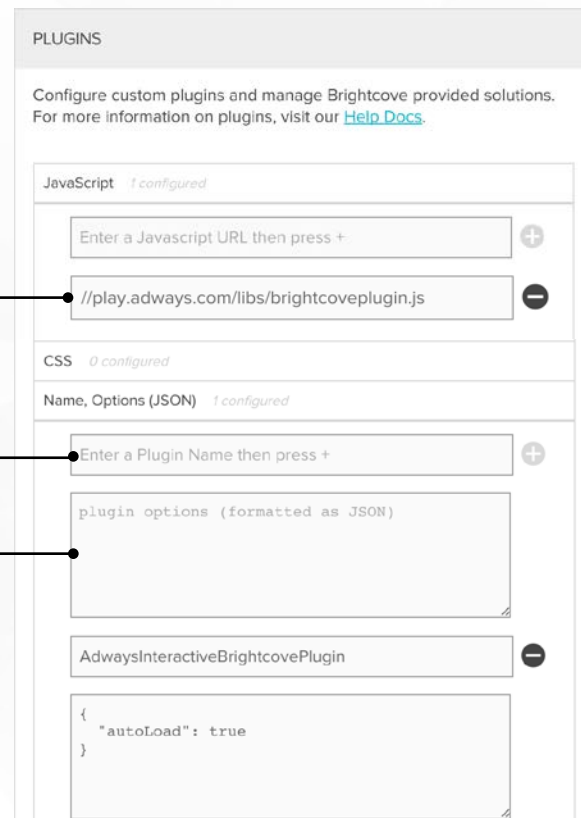 PLUGINS
Configure custom plugins and manage Brightcove provided solutions.
For more information on plugins, visit our Help Docs.
JavaScript 1 configured
Enter a Javascript URL then press +
//play.adways.com/libs/brightcoveplugin.js
CSS 0 configured
Name, Options (JSON) 1 configured
Enter a Plugin Name then press +
plugin options (formatted as JSON)
AdwaysInteractiveBrightcovePlugin
{
"autoLoad": true
}